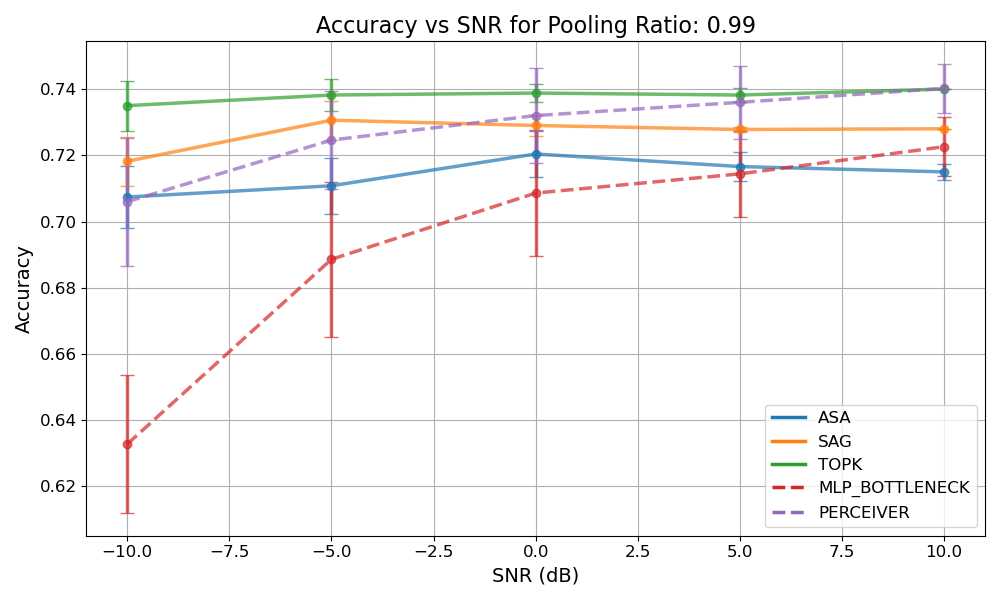 Accuracy vs SNR for Pooling Ratio: 0.99
0.74
0.72
0.70
0.68
0.66
0.64
0.62
Accuracy
−10.0
−7.5
−5.0
−2.5
0.0
2.5
5.0
7.5
10.0
SNR (dB)
ASA
SAG
TOPK
MLP_BOTTLENECK
PERCEIVER